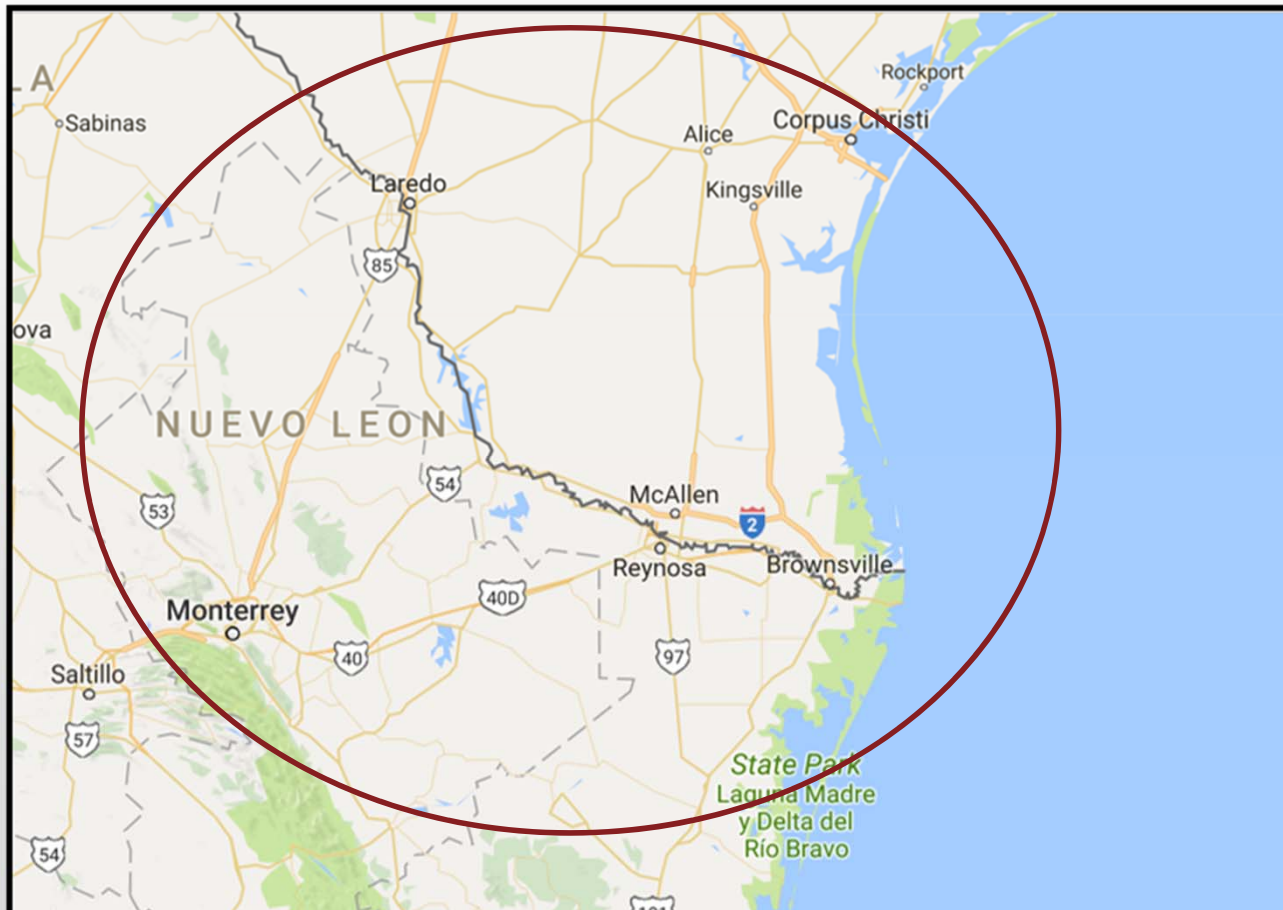 Rockport
LA
Sabinas
Corpus Christi
Alice
Laredo
Kingsville
85
ova
NUEVO LEON
54
McAllen
53
2
Reynosa
Brownsville
40D
Monterrey
40
97
Saltillo
57
State Park
Laguna Madre
y Delta del
Río Bravo
54
101